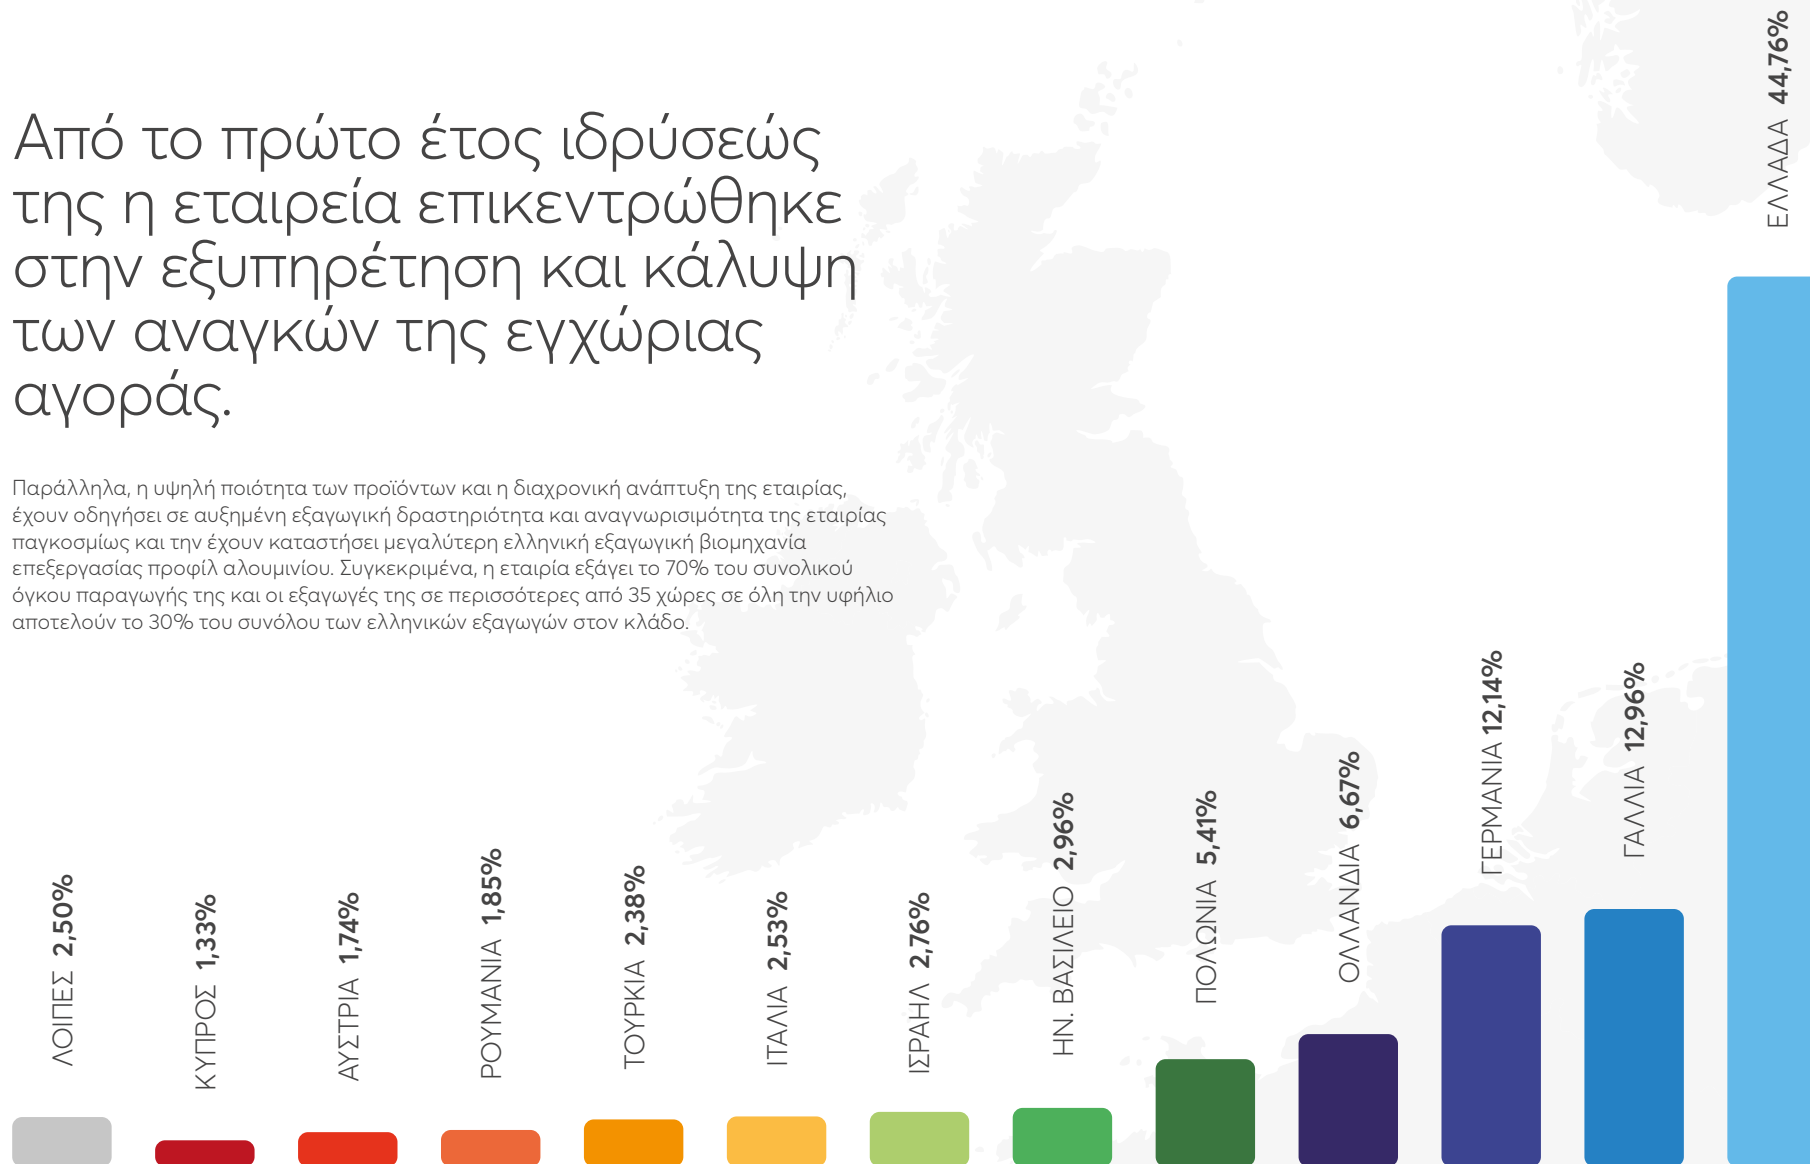 Από το πρώτο έτος ιδρύσεώς
της η εταιρεία επικεντρώθηκε
στην εξυπηρέτηση και κάλυψη
των αναγκών της εγχώριας
αγοράς.
Παράλληλα, η υψηλή ποιότητα των προϊόντων και η διαχρονική ανάπτυξη της εταιρίας,
έχουν οδηγήσει σε αυξημένη εξαγωγική δραστηριότητα και αναγνωρισιμότητα της εταιρίας
παγκοσμίως και την έχουν καταστήσει μεγαλύτερη ελληνική εξαγωγική βιομηχανία
επεξεργασίας προφίλ αλουμινίου. Συγκεκριμένα, η εταιρία εξάγει το 70% του συνολικού
όγκου παραγωγής της και οι εξαγωγές της σε περισσότερες από 35 χώρες σε όλη την υφήλιο
αποτελούν το 30% του συνόλου των ελληνικών εξαγωγών στον κλάδο.
ΛΟΙΠΕΣ 2,50%
ΚΥΠΡΟΣ 1,33%
ΑΥΣΤΡΙΑ 1,74%
ΡΟΥΜΑΝΙΑ 1,85%
ΤΟΥΡΚΙΑ 2,38%
ΙΤΑΛΙΑ 2,53%
ΙΣΡΑΗΛ 2,76%
ΗΝ. ΒΑΣΙΛΕΙΟ 2,96%
ΠΟΛΩΝΙΑ 5,41%
ΟΛΛΑΝΔΙΑ 6,67%
ΓΕΡΜΑΝΙΑ 12,14%
ΓΑΛΛΙΑ 12,96%
ΕΛΛΑΔΑ 44,76%